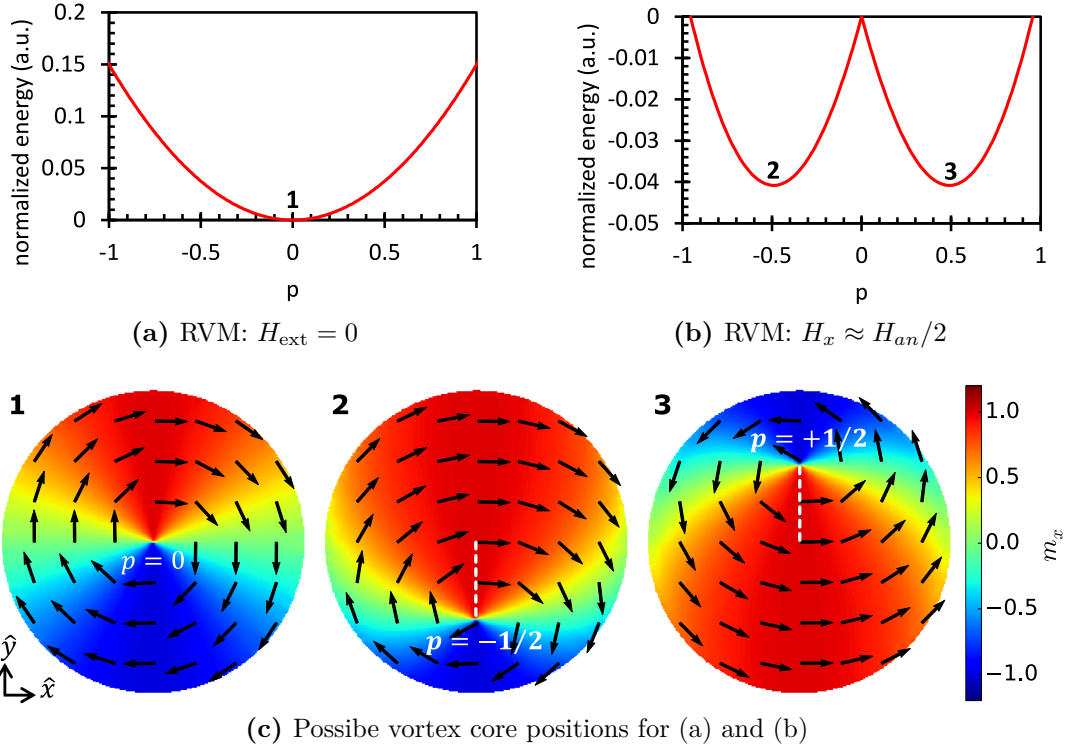 normalized energy (a.u.)
0.2
0.15
0.1
0.05
0
1
-1 -0.5 0 0.5 1
p
(a) RVM: H_ext = 0
normalized energy (a.u.)
0
-0.01
-0.02
-0.03
-0.04
-0.05
2 3
-1 -0.5 0 0.5 1
p
(b) RVM: H_x ≈ H_an/2
1
p = 0
ŷ
x̂
2
p = −1/2
3
p = +1/2
1.0
0.5
0.0
−0.5
−1.0
m_x
(c) Possibe vortex core positions for (a) and (b)